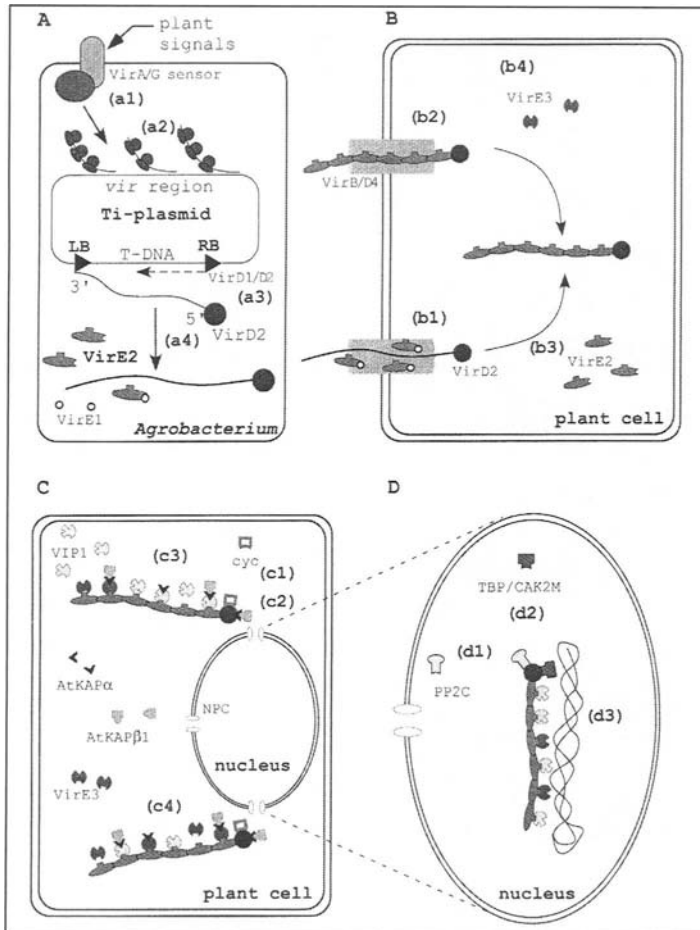 A
plant
signals
VirA/G sensor
(a1)
(a2)
vir region
Ti-plasmid
LB
T-DNA
RB
VirD1/D2
3'
(a3)
5'
VirD2
(a4)
VirE2
VirE1
Agrobacterium
B
(b4)
VirE3
(b2)
VirB/D4
(b1)
VirD2
(b3)
VirE2
plant cell
C
VIP1
(c3)
cyc
(c1)
(c2)
AtKAPα
NPC
AtKAPβ1
nucleus
VirE3
(c4)
plant cell
D
TBP/CAK2M
(d2)
(d1)
PP2C
(d3)
nucleus